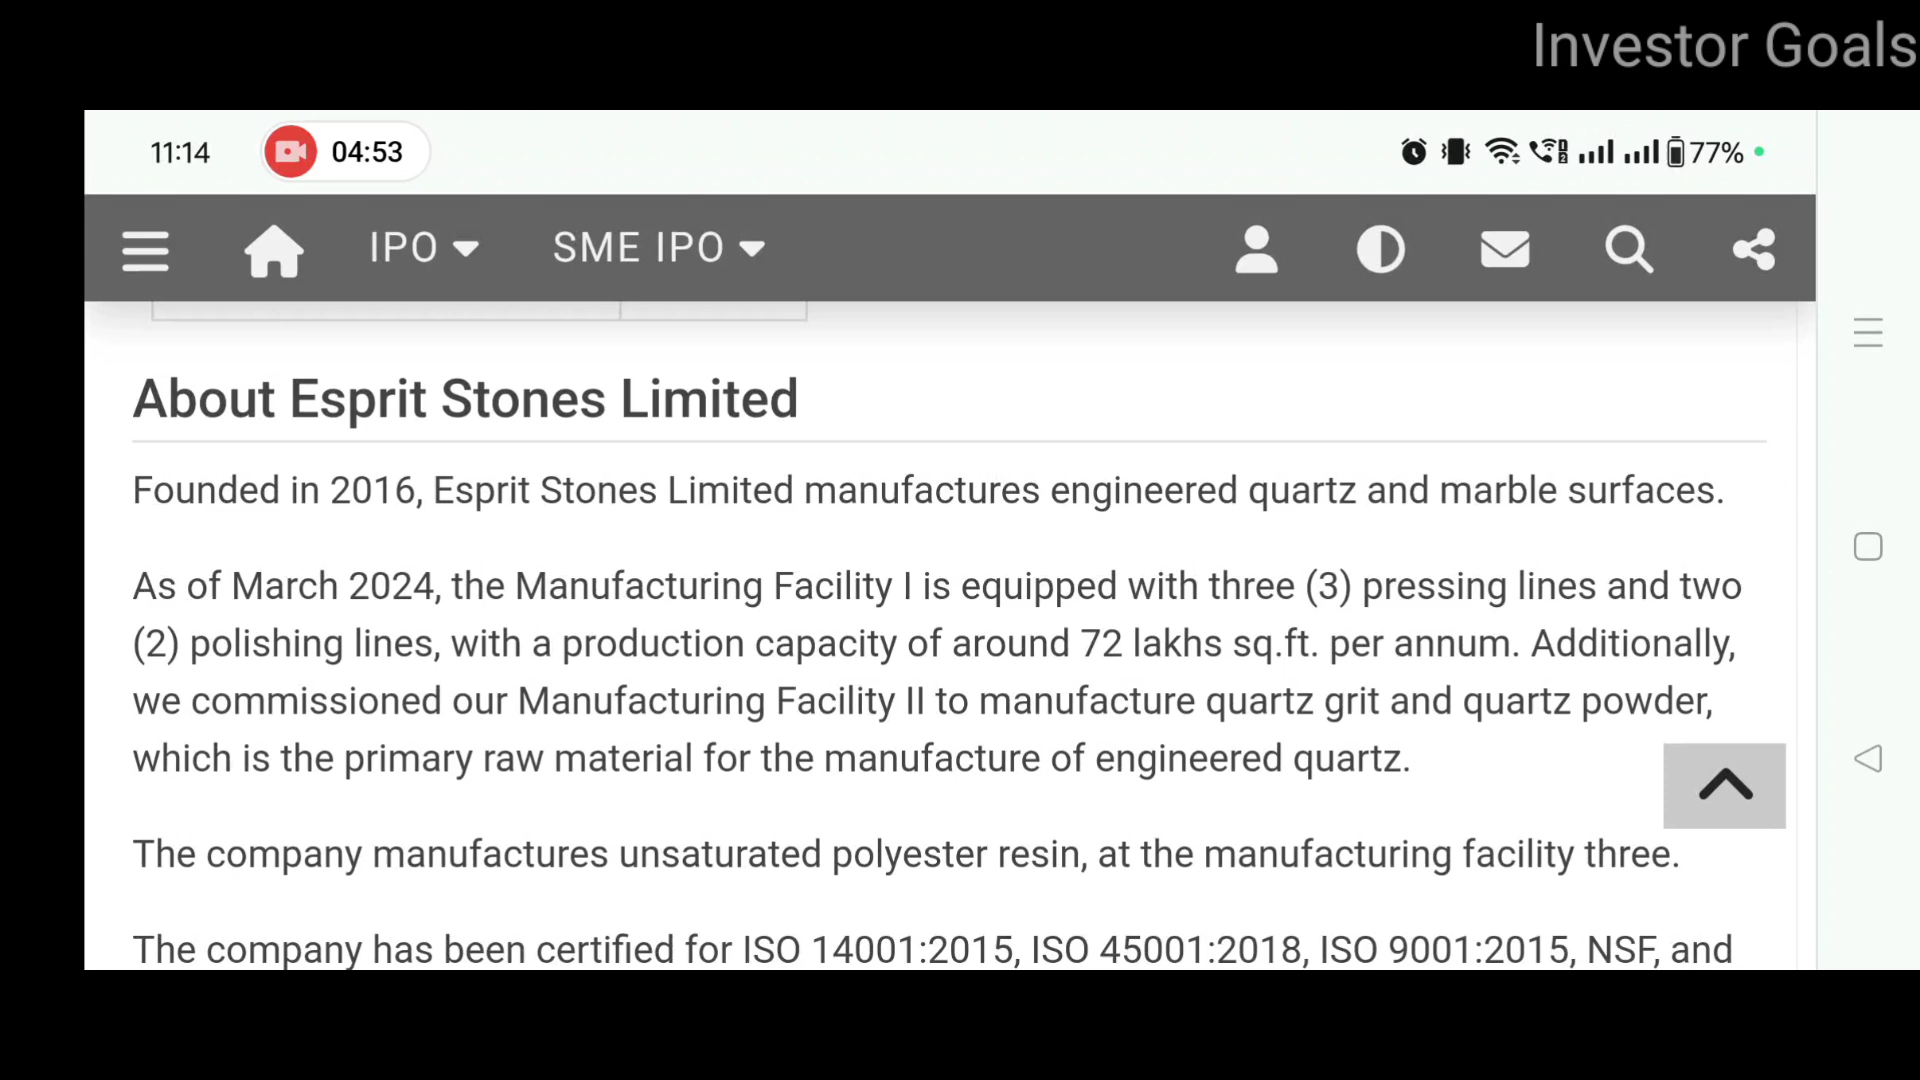 Investor Goals
11:14
04:53
77%
IPO
SME IPO
About Esprit Stones Limited
Founded in 2016, Esprit Stones Limited manufactures engineered quartz and marble surfaces.
As of March 2024, the Manufacturing Facility I is equipped with three (3) pressing lines and two
(2) polishing lines, with a production capacity of around 72 lakhs sq.ft. per annum. Additionally,
we commissioned our Manufacturing Facility II to manufacture quartz grit and quartz powder,
which is the primary raw material for the manufacture of engineered quartz.
The company manufactures unsaturated polyester resin, at the manufacturing facility three.
The company has been certified for ISO 14001:2015, ISO 45001:2018, ISO 9001:2015, NSF, and